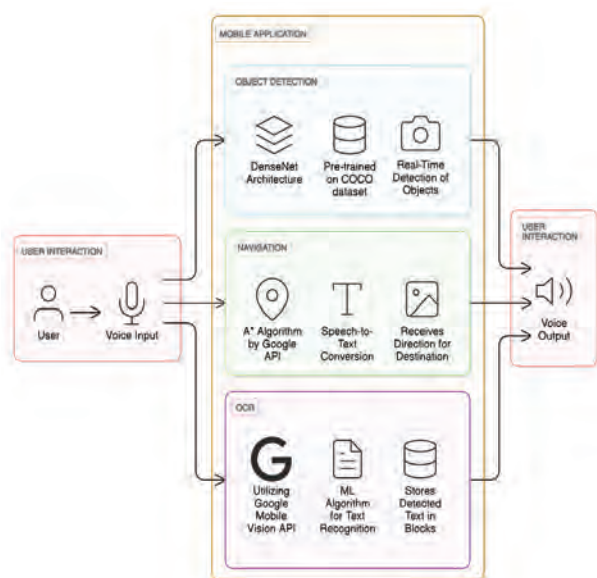 MOBILE APPLICATION
OBJECT DETECTION
DenseNet
Architecture
Pre-trained
on COCO
dataset
Real-Time
Detection of
Objects
USER INTERACTION
User
Voice Input
NAVIGATION
A* Algorithm
by Google
API
Speech-to-
Text
Conversion
Receives
Direction for
Destination
OCR
G
Utilizing
Google
Mobile
Vision API
ML
Algorithm
for Text
Recognition
Stores
Detected
Text in
Blocks
USER
INTERACTION
Voice
Output